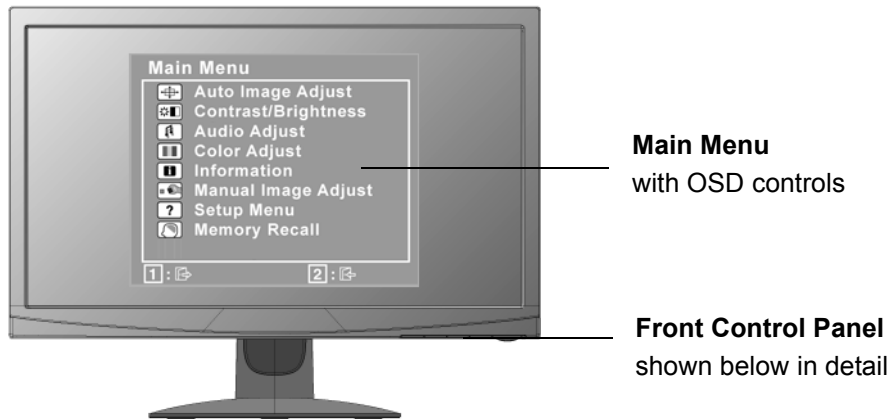 Main Menu
Auto Image Adjust
Contrast/Brightness
Audio Adjust
Color Adjust
Information
Manual Image Adjust
? Setup Menu
Memory Recall
1 : 2 :
Main Menu
with OSD controls
Front Control Panel
shown below in detail